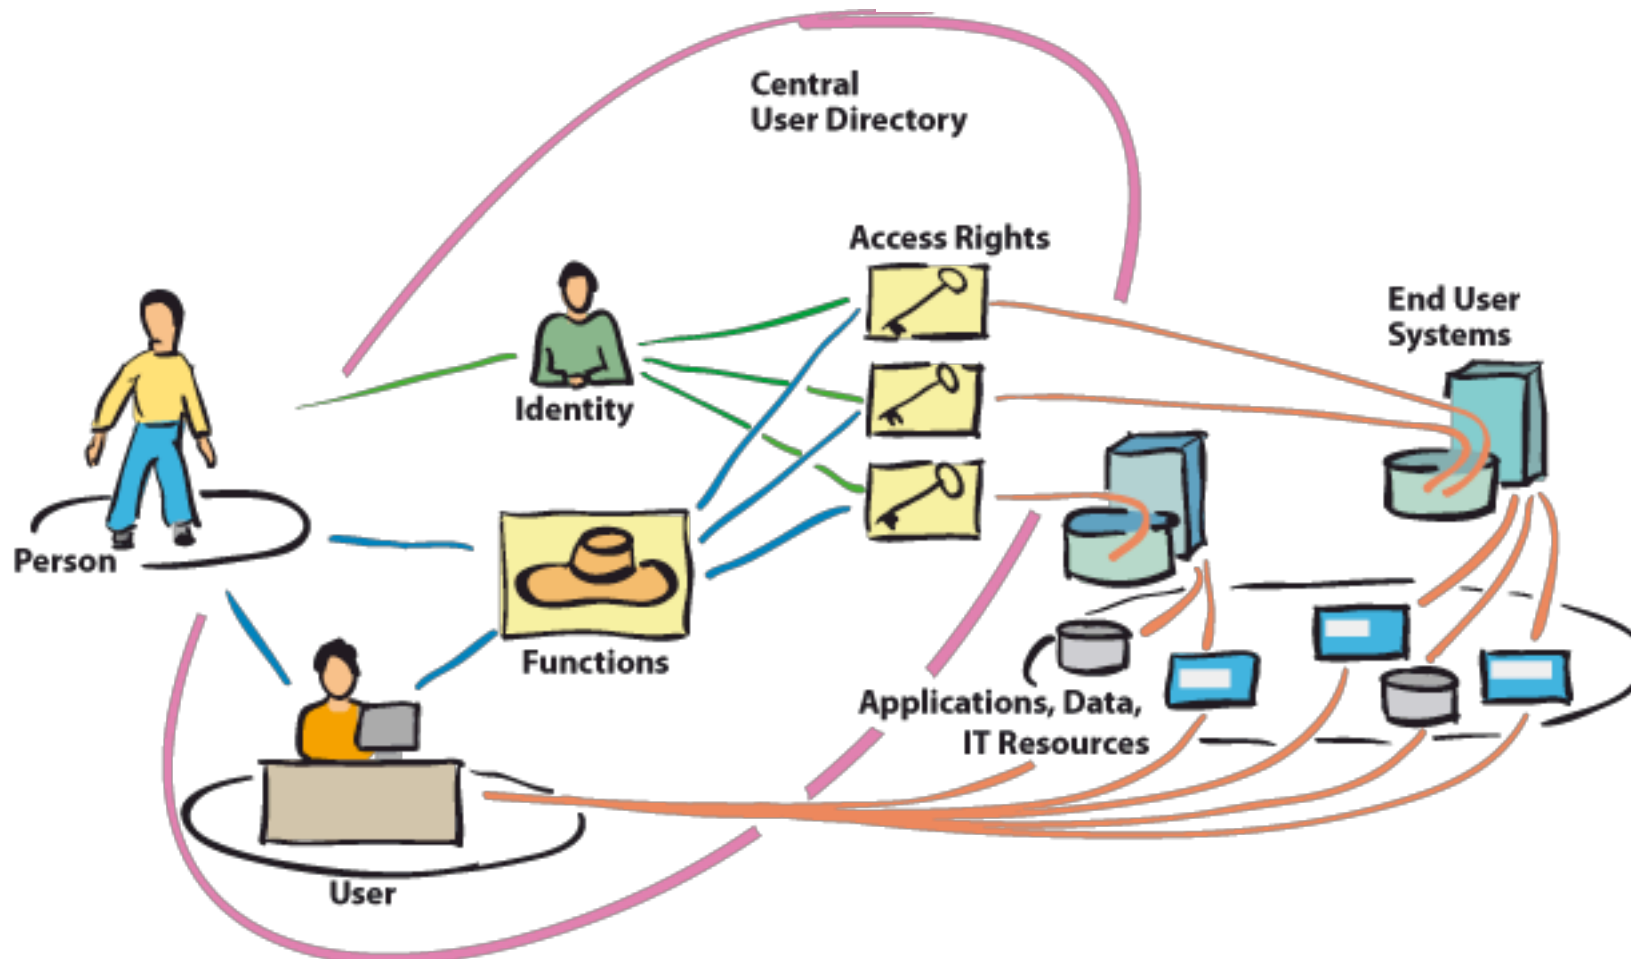 Central
User Directory
Access Rights
End User
Systems
Identity
Person
Functions
Applications, Data,
IT Resources
User